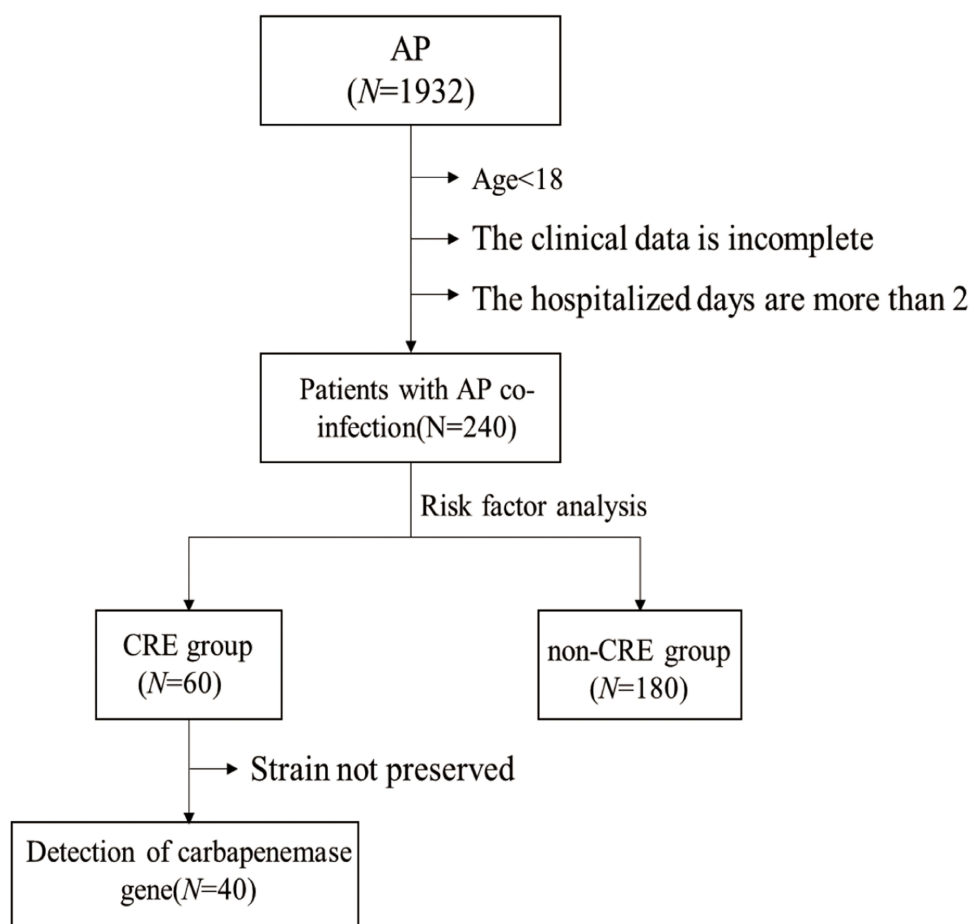 AP
(N=1932)
Age<18
The clinical data is incomplete
The hospitalized days are more than 2
Patients with AP co-
infection(N=240)
Risk factor analysis
CRE group
(N=60)
non-CRE group
(N=180)
Strain not preserved
Detection of carbapenemase
gene(N=40)